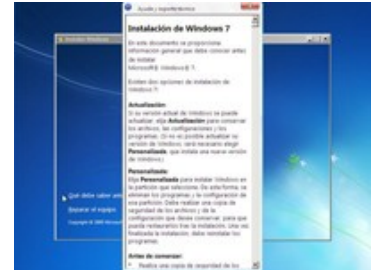 Ayuda y soporte técnico
Instalar Windows
Instalación de Windows 7
En este documento se proporciona
información general que debe conocer antes
de instalar
Microsoft® Windows® 7.
Existen dos opciones de instalación de
Windows 7:
Actualización:
Si su versión actual de Windows se puede
actualizar, elija Actualización para conservar
los archivos, las configuraciones y los
programas. (Si no es posible actualizar su
versión de Windows, será necesario elegir
Personalizada, que instala una nueva versión
de Windows.)
Personalizada:
Elija Personalizada para instalar Windows en
la partición que seleccione. De esta forma, se
eliminan los programas y la configuración de
esa partición. Debe realizar una copia de
seguridad de los archivos y de la
configuración que desee conservar, para que
pueda restaurarlos tras la instalación. Una vez
finalizada la instalación, debe reinstalar los
programas.
Antes de comenzar:
* Realice una copia de seguridad de los
Qué debe saber ant
Reparar el equipo
Copyright © 2009 Microsoft